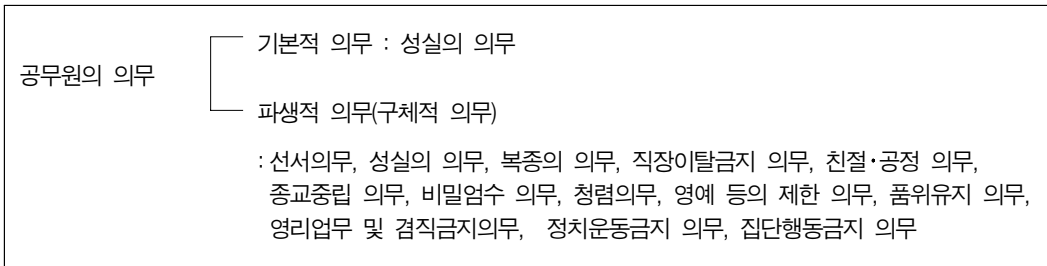 기본적 의무 : 성실의 의무
공무원의 의무
파생적 의무(구체적 의무)
: 선서의무, 성실의 의무, 복종의 의무, 직장이탈금지 의무, 친절·공정 의무,
종교중립 의무, 비밀엄수 의무, 청렴의무, 영예 등의 제한 의무, 품위유지 의무,
영리업무 및 겸직금지의무, 정치운동금지 의무, 집단행동금지 의무